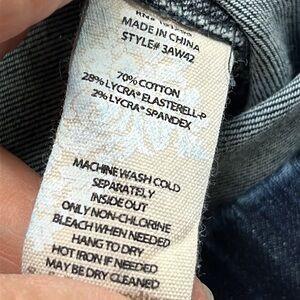 MADE IN CHINA
STYLE# 3AW42
70% COTTON
28% LYCRA® ELASTERELL-P
2% LYCRA® SPANDEX
MACHINE WASH COLD
SEPARATELY
INSIDE OUT
ONLY NON-CHLORINE
BLEACH WHEN NEEDED
HANG TO DRY
HOT IRON IF NEEDED
MAY BE DRY CLEANED